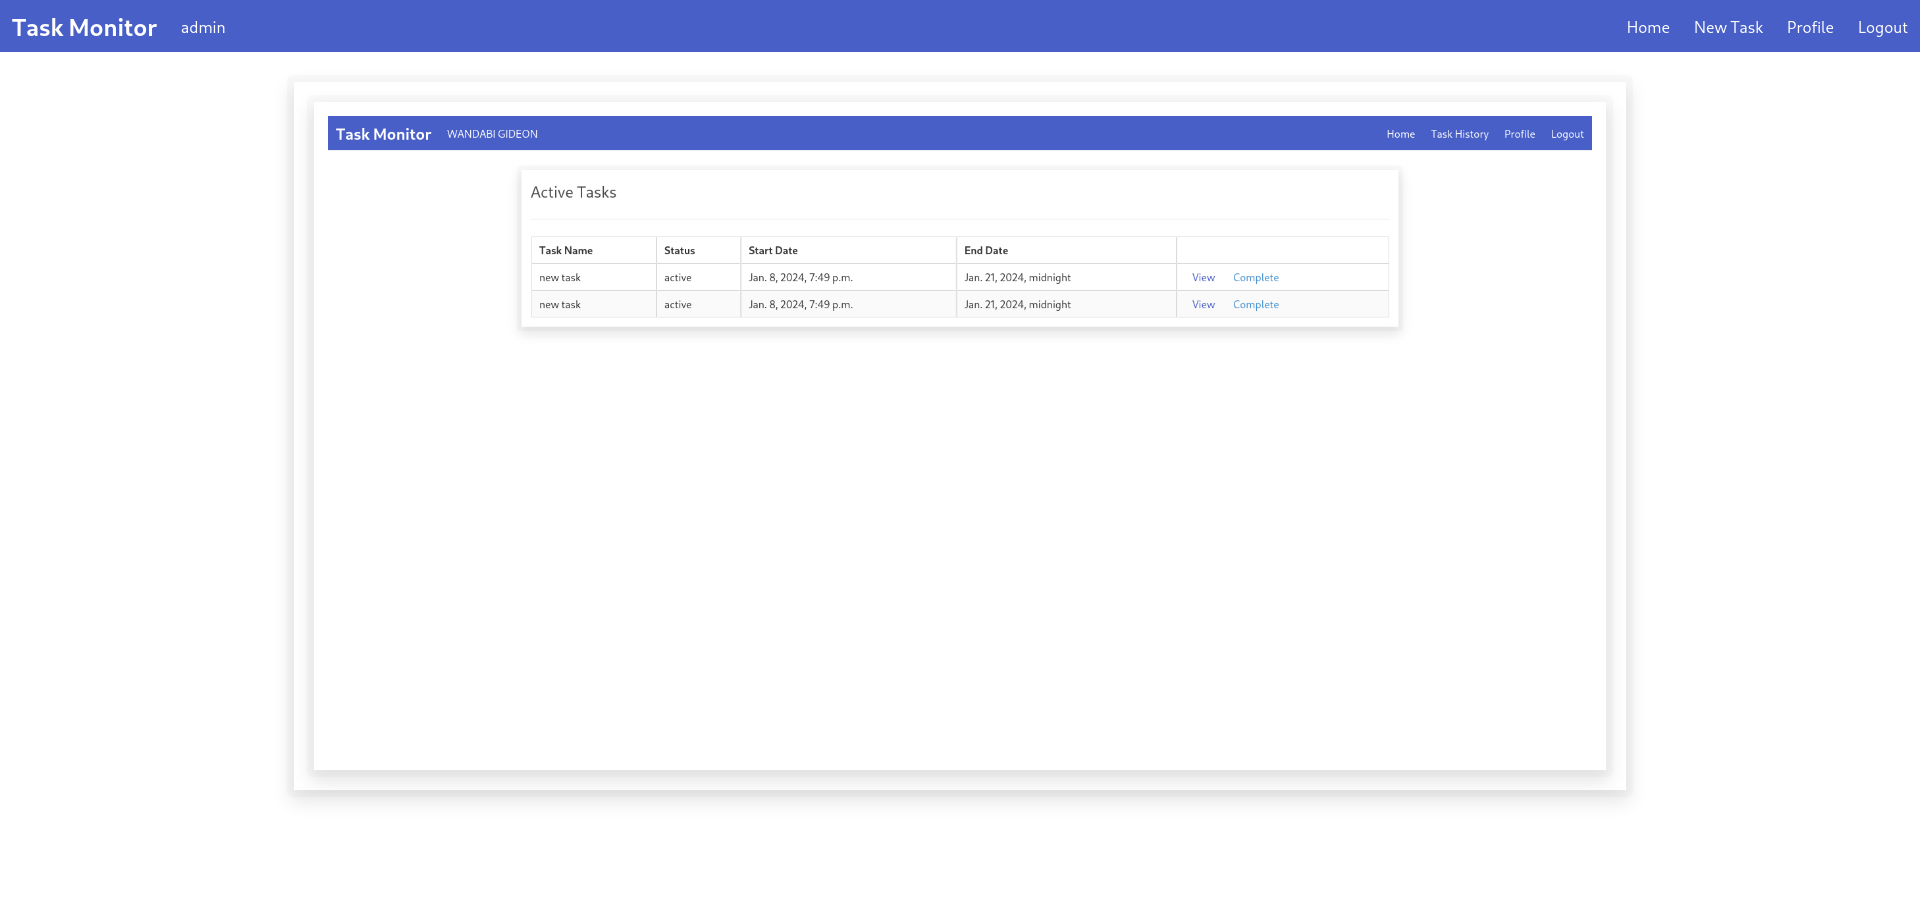 Task Monitor admin Home New Task Profile Logout
Task Monitor WANDABI GIDEON Home Task History Profile Logout
Active Tasks
Task Name Status Start Date End Date
new task active Jan. 8, 2024, 7:49 p.m. Jan. 21, 2024, midnight View Complete
new task active Jan. 8, 2024, 7:49 p.m. Jan. 21, 2024, midnight View Complete